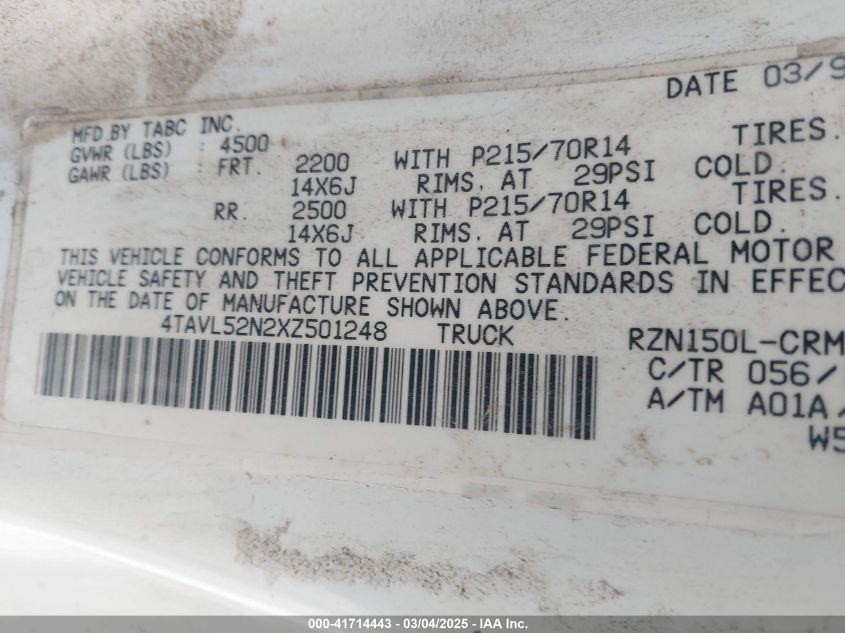 DATE 03/9
MFD.BY TABC INC.
GVWR (LBS) : 4500
GAWR (LBS) : FRT. 2200 WITH P215/70R14 TIRES.
14X6J RIMS, AT 29PSI COLD.
RR. 2500 WITH P215/70R14 TIRES.
14X6J RIMS, AT 29PSI COLD.
THIS VEHICLE CONFORMS TO ALL APPLICABLE FEDERAL MOTOR
VEHICLE SAFETY AND THEFT PREVENTION STANDARDS IN EFFEC
ON THE DATE OF MANUFACTURE SHOWN ABOVE.
4TAVL52N2XZ501248 TRUCK RZN150L-CRM
C/TR 056/
A/TM A01A/
W5
000-41714443 - 03/04/2025 - IAA Inc.